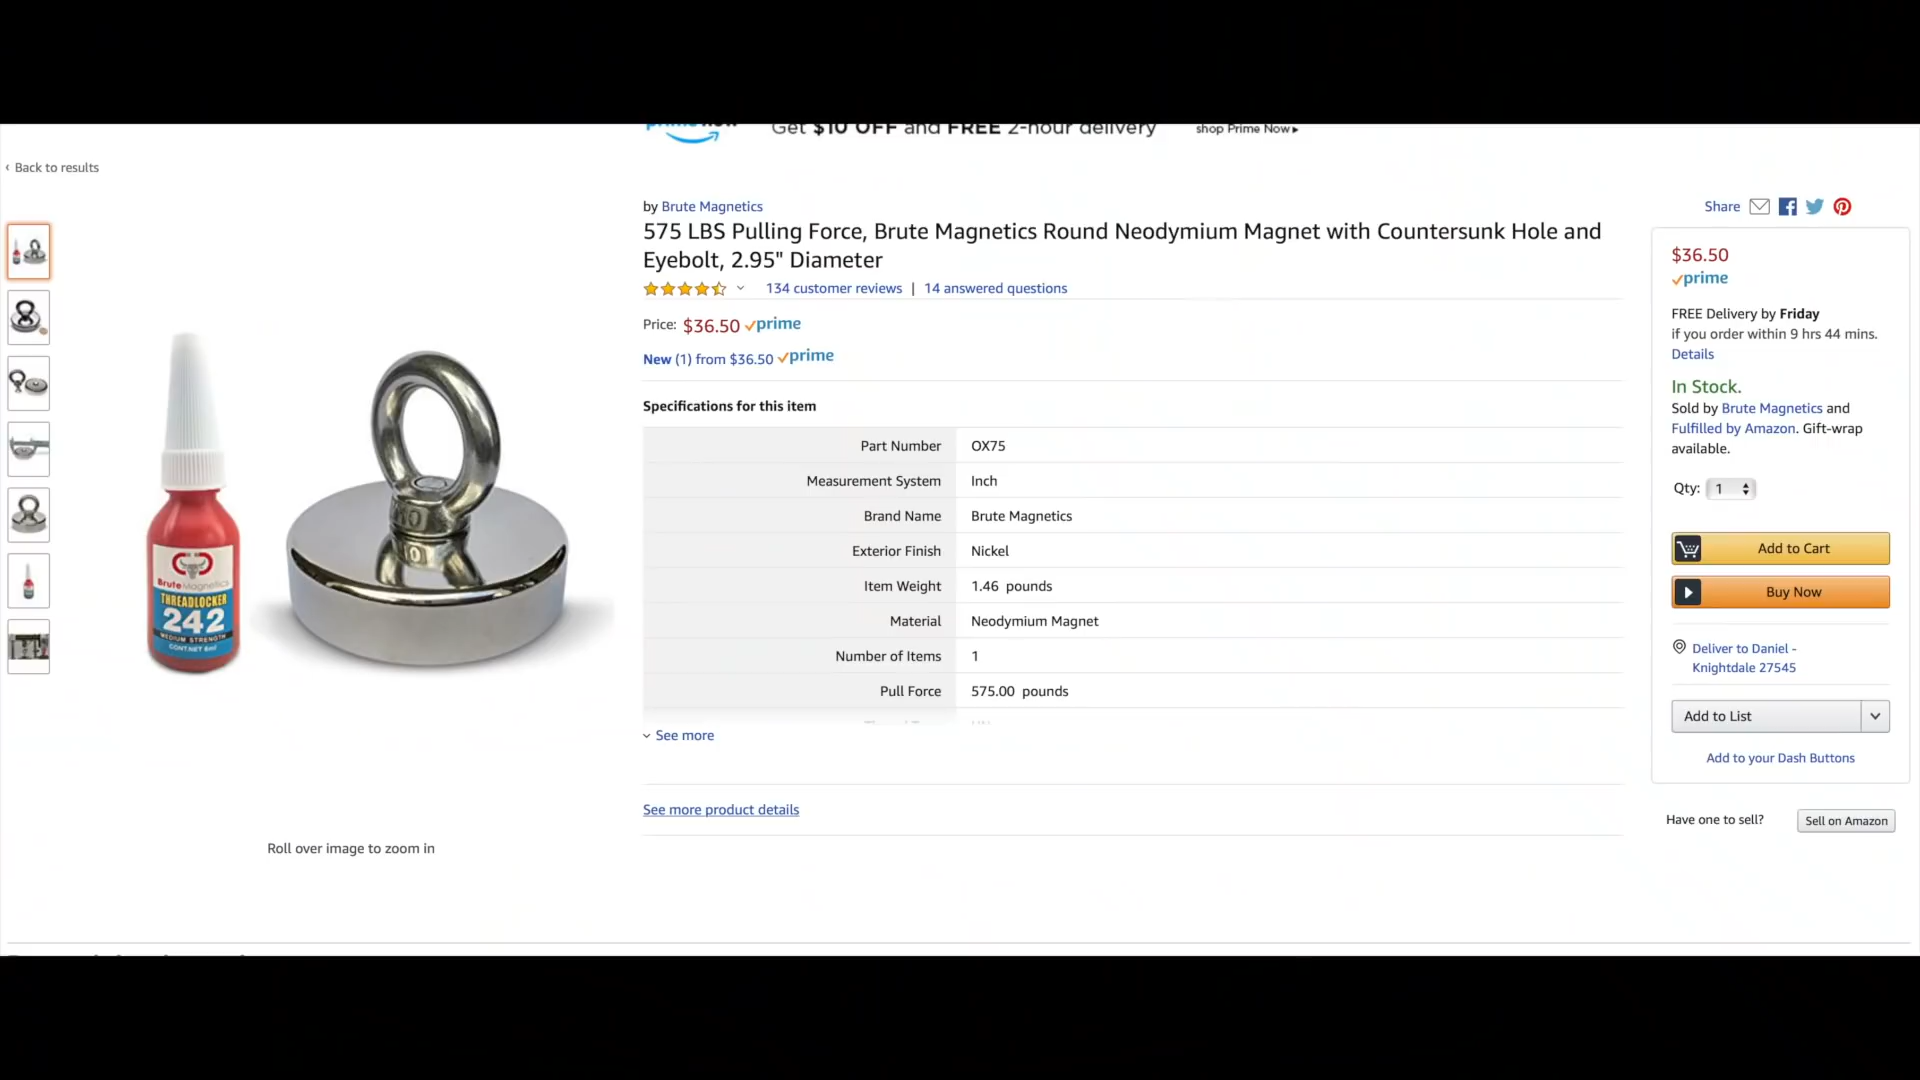 Get $10 OFF and FREE 2-hour delivery
shop Prime Now ▸
‹ Back to results
by Brute Magnetics
575 LBS Pulling Force, Brute Magnetics Round Neodymium Magnet with Countersunk Hole and
Eyebolt, 2.95" Diameter
134 customer reviews | 14 answered questions
Price: $36.50 prime
New (1) from $36.50 prime
Specifications for this item
Part Number OX75
Measurement System Inch
Brand Name Brute Magnetics
Exterior Finish Nickel
Item Weight 1.46 pounds
Material Neodymium Magnet
Number of Items 1
Pull Force 575.00 pounds
See more
See more product details
BruteMagnetics
THREADLOCKER
242
MEDIUM STRENGTH
CONT.NET 6ml
10
Roll over image to zoom in
Share
$36.50
prime
FREE Delivery by Friday
if you order within 9 hrs 44 mins.
Details
In Stock.
Sold by Brute Magnetics and
Fulfilled by Amazon. Gift-wrap
available.
Qty: 1
Add to Cart
Buy Now
Deliver to Daniel -
Knightdale 27545
Add to List
Add to your Dash Buttons
Have one to sell?
Sell on Amazon